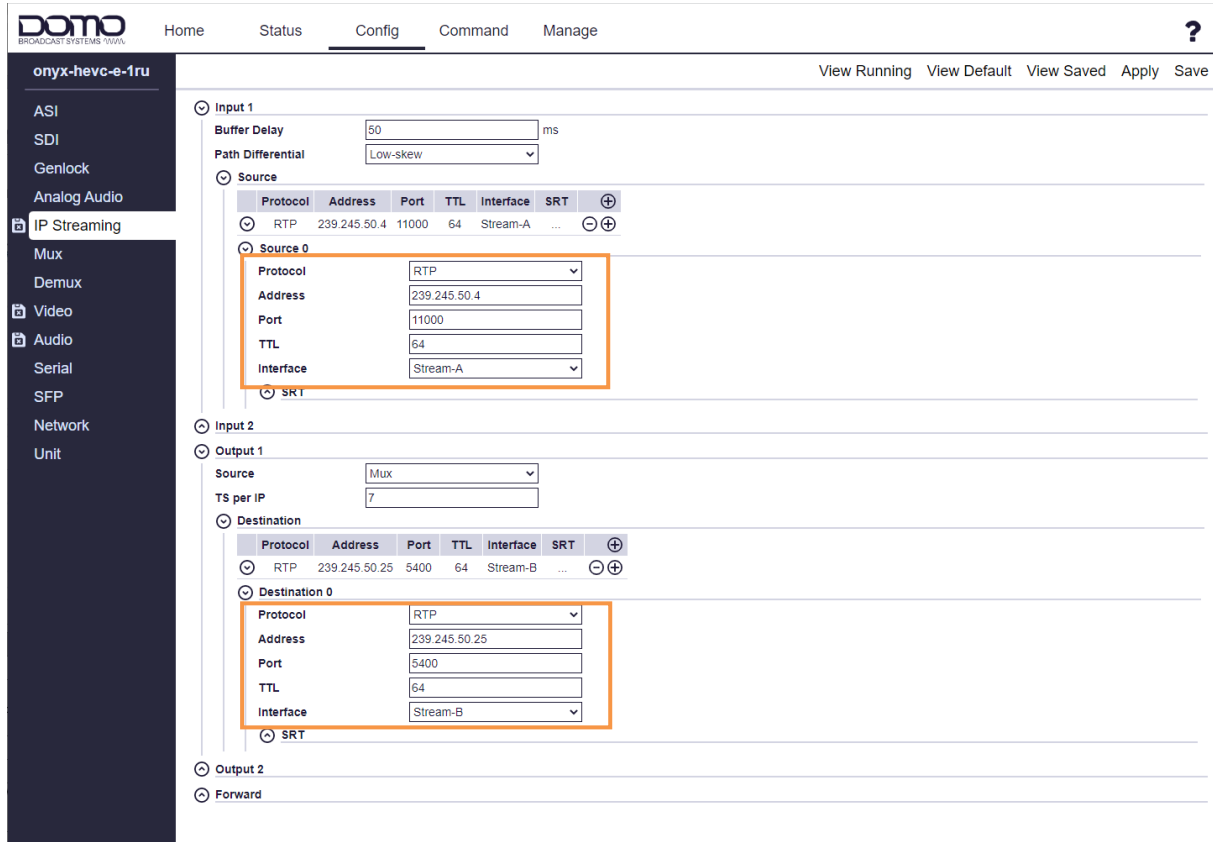 DOMO
BROADCAST SYSTEMS
Home Status Config Command Manage ?
onyx-hevc-e-1ru
View Running View Default View Saved Apply Save
ASI
SDI
Genlock
Analog Audio
IP Streaming
Mux
Demux
Video
Audio
Serial
SFP
Network
Unit
Input 1
Buffer Delay 50 ms
Path Differential Low-skew
Source
Protocol Address Port TTL Interface SRT
RTP 239.245.50.4 11000 64 Stream-A ...
Source 0
Protocol RTP
Address 239.245.50.4
Port 11000
TTL 64
Interface Stream-A
SRT
Input 2
Output 1
Source Mux
TS per IP 7
Destination
Protocol Address Port TTL Interface SRT
RTP 239.245.50.25 5400 64 Stream-B ...
Destination 0
Protocol RTP
Address 239.245.50.25
Port 5400
TTL 64
Interface Stream-B
SRT
Output 2
Forward